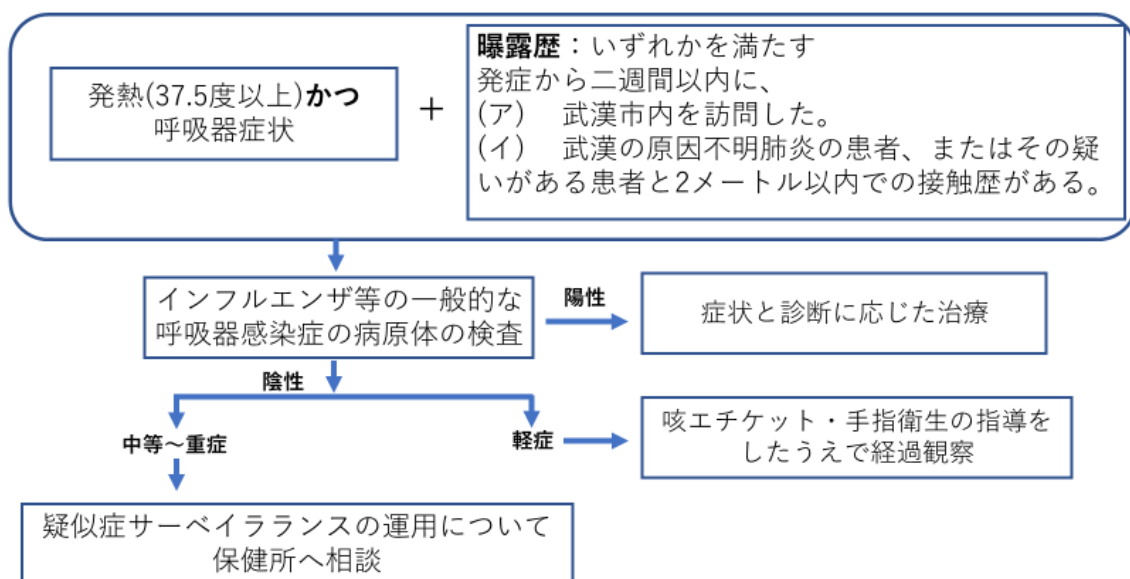 発熱(37.5度以上)かつ
呼吸器症状
+
曝露歴:いずれかを満たす
発症から二週間以内に、
(ア) 武漢市内を訪問した。
(イ) 武漢の原因不明肺炎の患者、またはその疑
いがある患者と2メートル以内での接触歴がある。
インフルエンザ等の一般的な
呼吸器感染症の病原体の検査
陽性
症状と診断に応じた治療
陰性
中等~重症
軽症
咳エチケット・手指衛生の指導を
したうえで経過観察
疑似症サーベイラランスの運用について
保健所へ相談